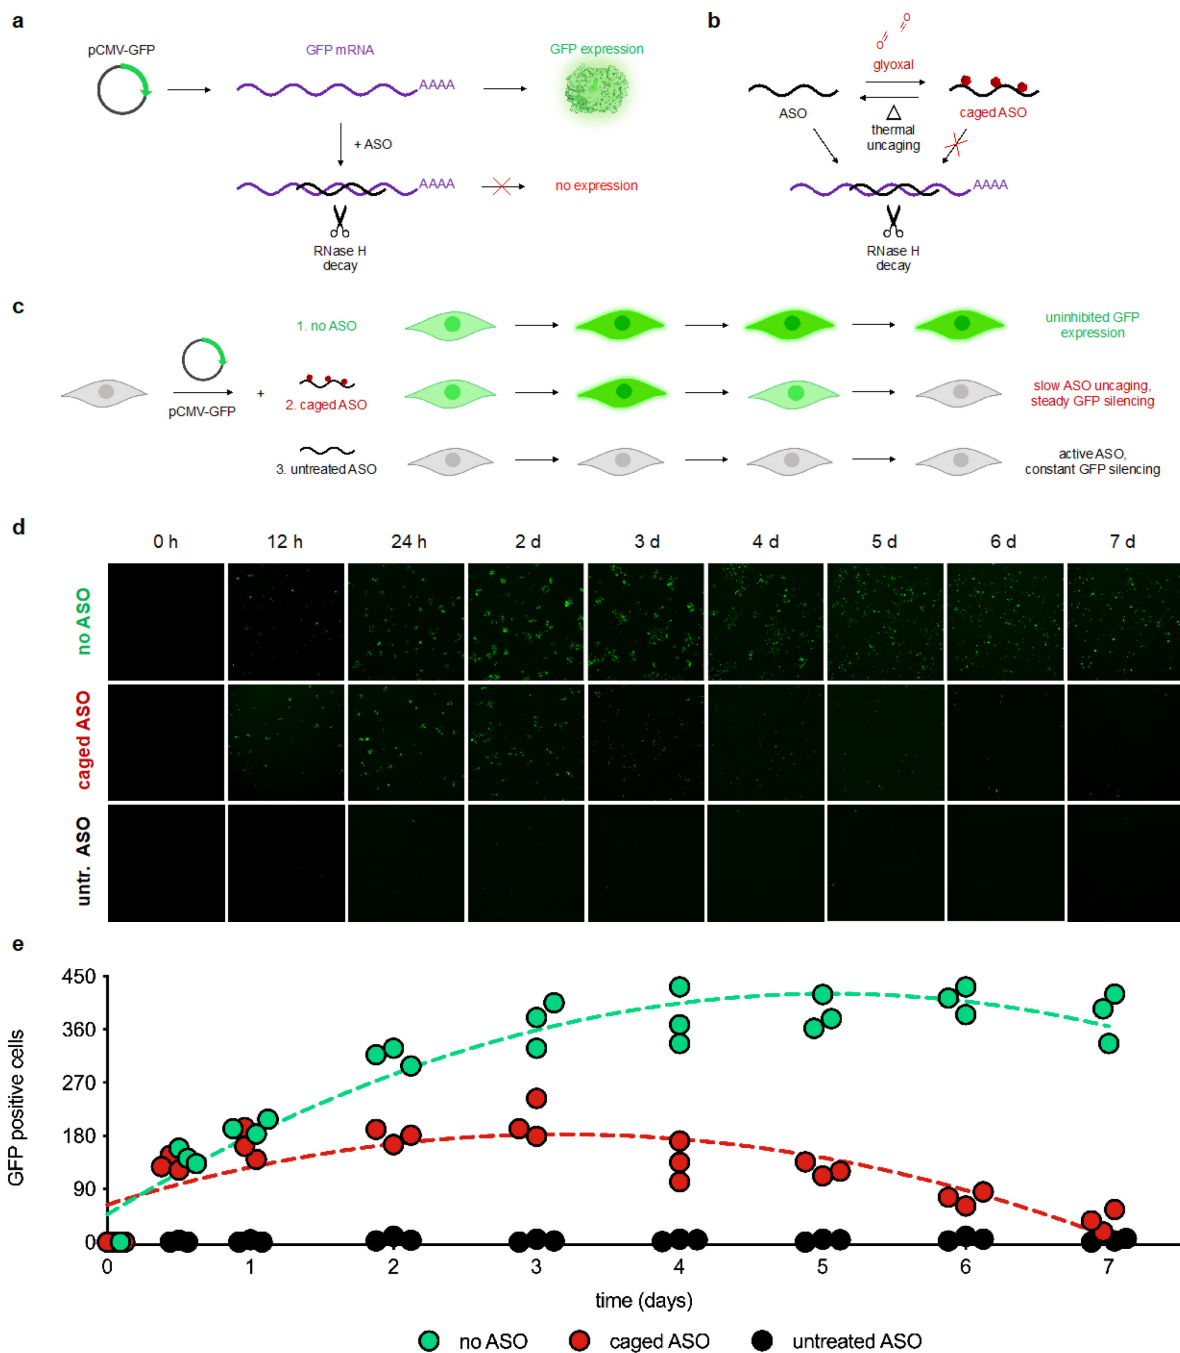 a
pCMV-GFP
GFP mRNA
GFP expression
AAAA
+ ASO
AAAA
no expression
RNase H
decay
b
O
O
glyoxal
ASO
thermal
uncaging
caged ASO
AAAA
RNase H
decay
c
pCMV-GFP
+
1. no ASO
uninhibited GFP
expression
2. caged ASO
slow ASO uncaging,
steady GFP silencing
3. untreated ASO
active ASO,
constant GFP silencing
d
0 h 12 h 24 h 2 d 3 d 4 d 5 d 6 d 7 d
no ASO
caged ASO
untr. ASO
e
GFP positive cells
450
360
270
180
90
0
0 1 2 3 4 5 6 7
time (days)
no ASO caged ASO untreated ASO